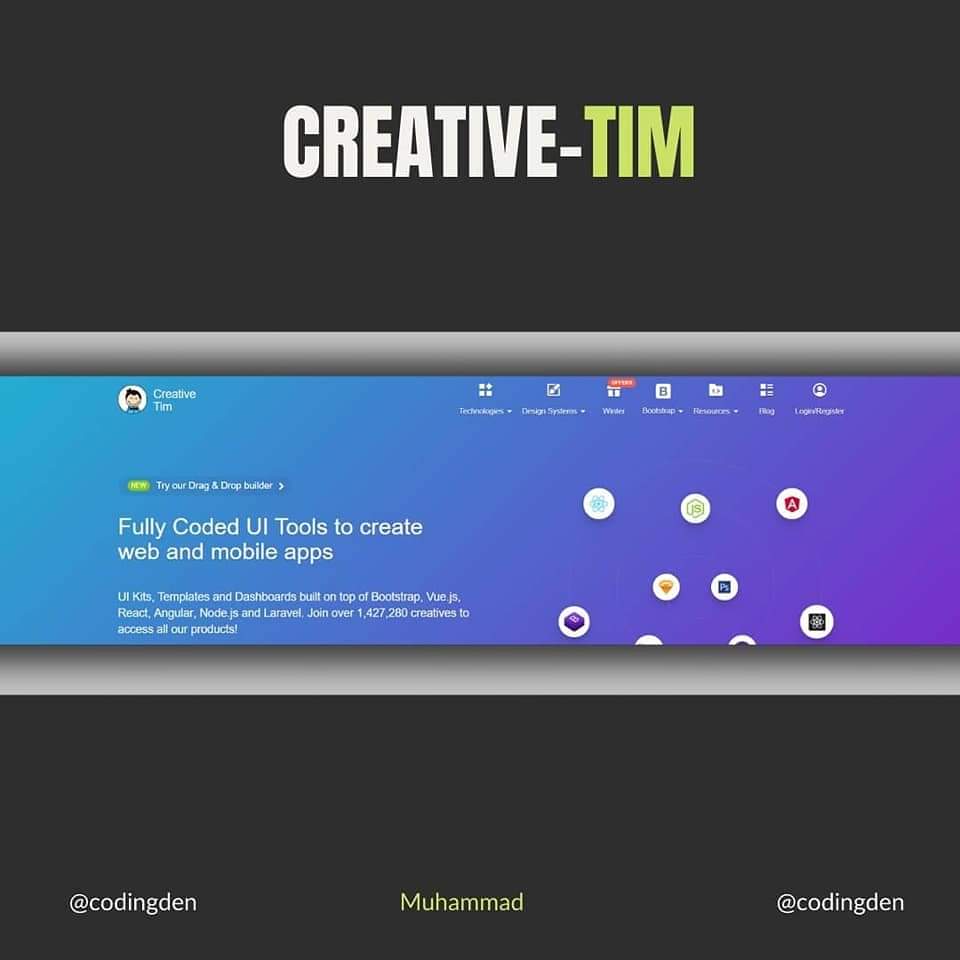 CREATIVE-TIM
Creative
Tim
OFFERS
Technologies
Design Systems
Winter
B
Bootstrap
Resources
Blog
Login/Register
NEW
Try our Drag & Drop builder
Fully Coded UI Tools to create
web and mobile apps
UI Kits, Templates and Dashboards built on top of Bootstrap, Vue.js,
React, Angular, Node.js and Laravel. Join over 1,427,280 creatives to
access all our products!
JS
A
Ps
B
@codingden
Muhammad
@codingden